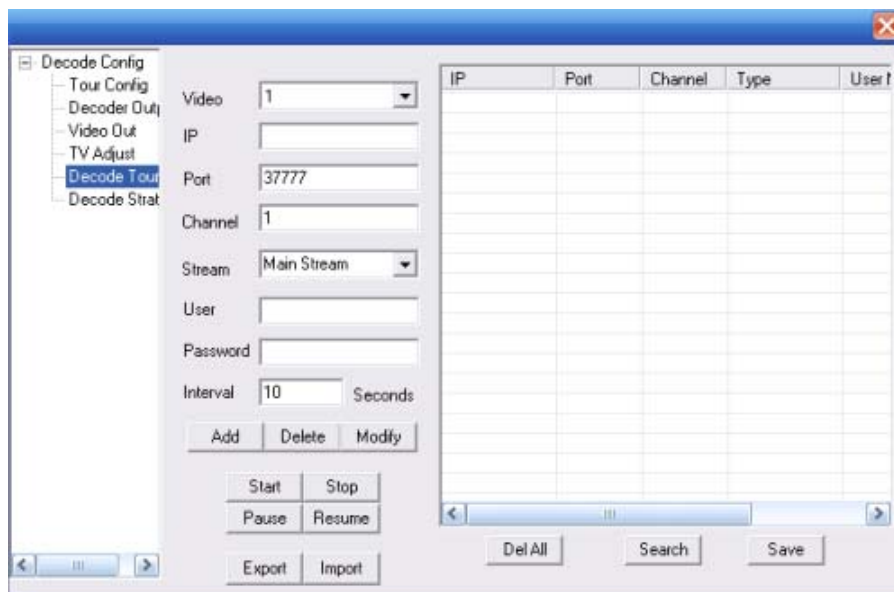 Decode Config
Tour Config
Decoder Outp
Video Out
TV Adjust
Decode Tour
Decode Strat
Video 1
IP
Port 37777
Channel 1
Stream Main Stream
User
Password
Interval 10 Seconds
Add Delete Modify
Start Stop
Pause Resume
Export Import
IP Port Channel Type User N
Del All Search Save